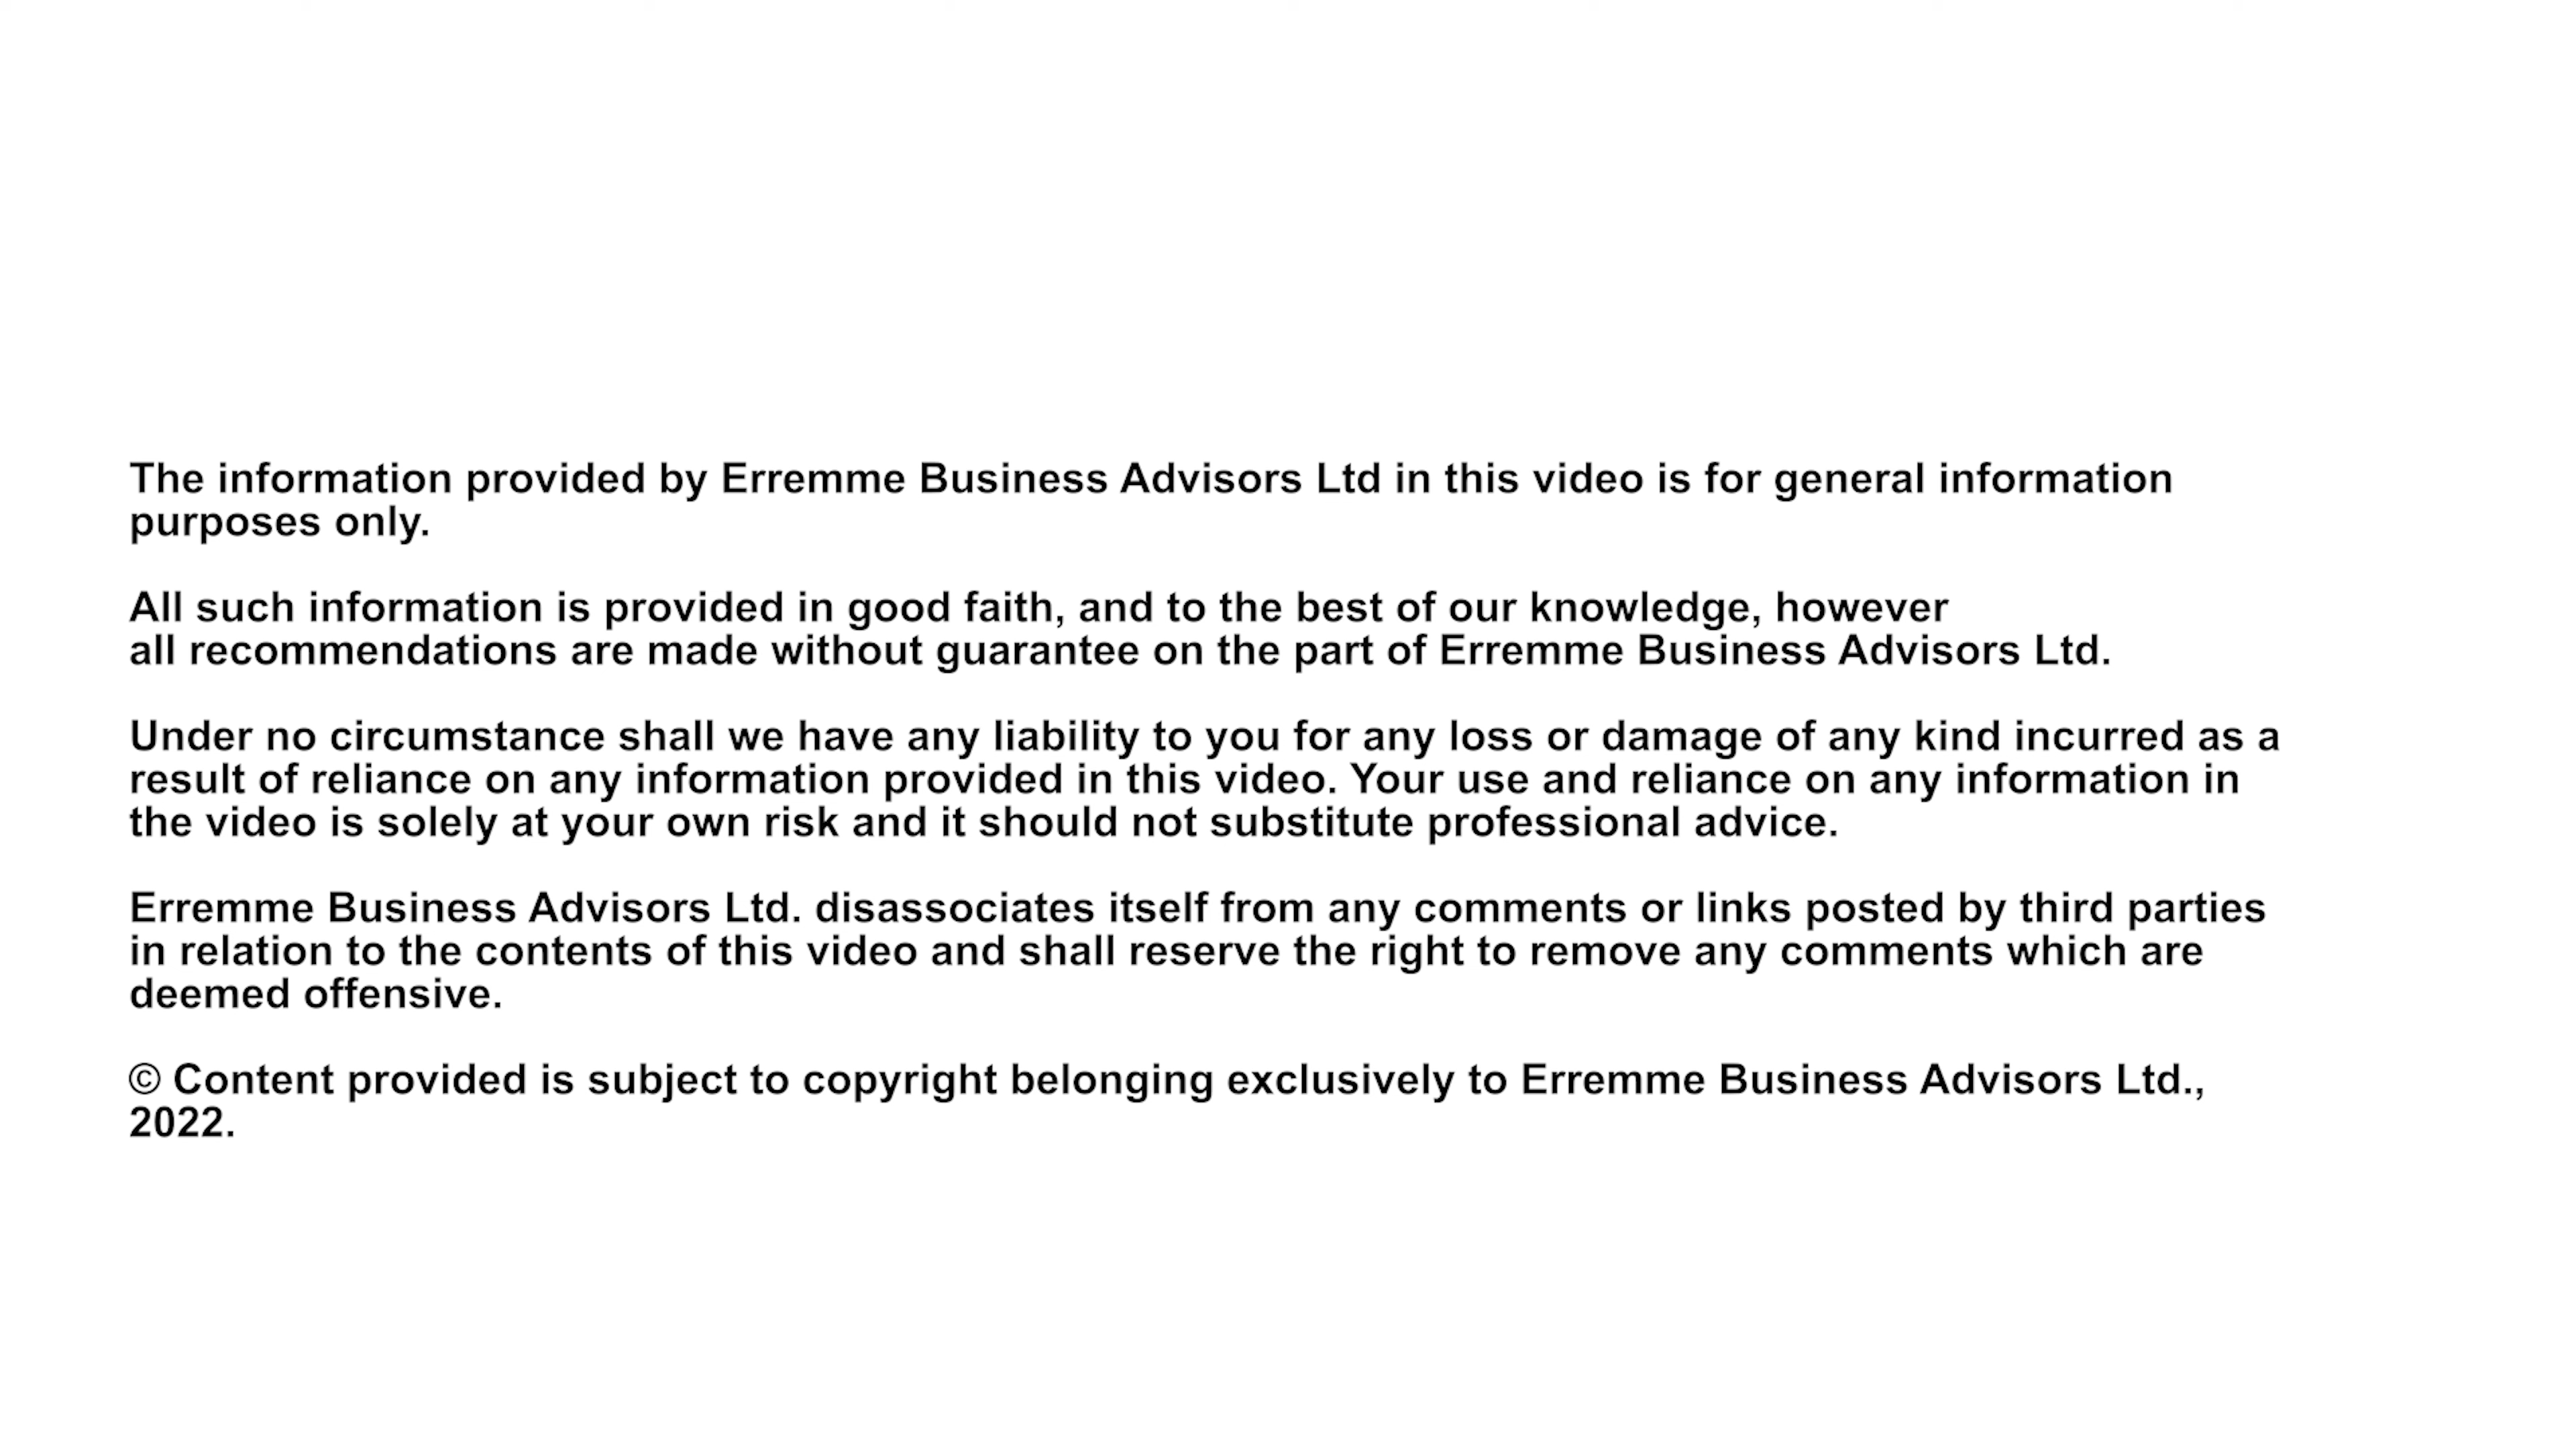 The information provided by Erremme Business Advisors Ltd in this video is for general information
purposes only.
All such information is provided in good faith, and to the best of our knowledge, however
all recommendations are made without guarantee on the part of Erremme Business Advisors Ltd.
Under no circumstance shall we have any liability to you for any loss or damage of any kind incurred as a
result of reliance on any information provided in this video. Your use and reliance on any information in
the video is solely at your own risk and it should not substitute professional advice.
Erremme Business Advisors Ltd. disassociates itself from any comments or links posted by third parties
in relation to the contents of this video and shall reserve the right to remove any comments which are
deemed offensive.
© Content provided is subject to copyright belonging exclusively to Erremme Business Advisors Ltd.,
2022.